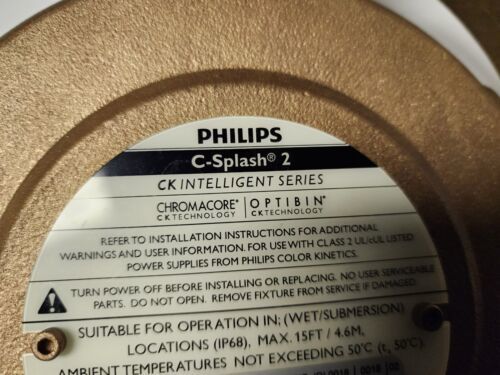 PHILIPS
C-Splash® 2
CK INTELLIGENT SERIES
CHROMACORE® OPTIBIN®
CK TECHNOLOGY CK TECHNOLOGY
REFER TO INSTALLATION INSTRUCTIONS FOR ADDITIONAL
WARNINGS AND USER INFORMATION. FOR USE WITH CLASS 2 UL/cUL LISTED
POWER SUPPLIES FROM PHILIPS COLOR KINETICS.
TURN POWER OFF BEFORE INSTALLING OR REPLACING. NO USER SERVICEABLE
PARTS. DO NOT OPEN. REMOVE FIXTURE FROM SERVICE IF DAMAGED.
SUITABLE FOR OPERATION IN; (WET/SUBMERSION)
LOCATIONS (IP68), MAX. 15FT / 4.6M.
AMBIENT TEMPERATURES NOT EXCEEDING 50°C (tₐ 50°C).